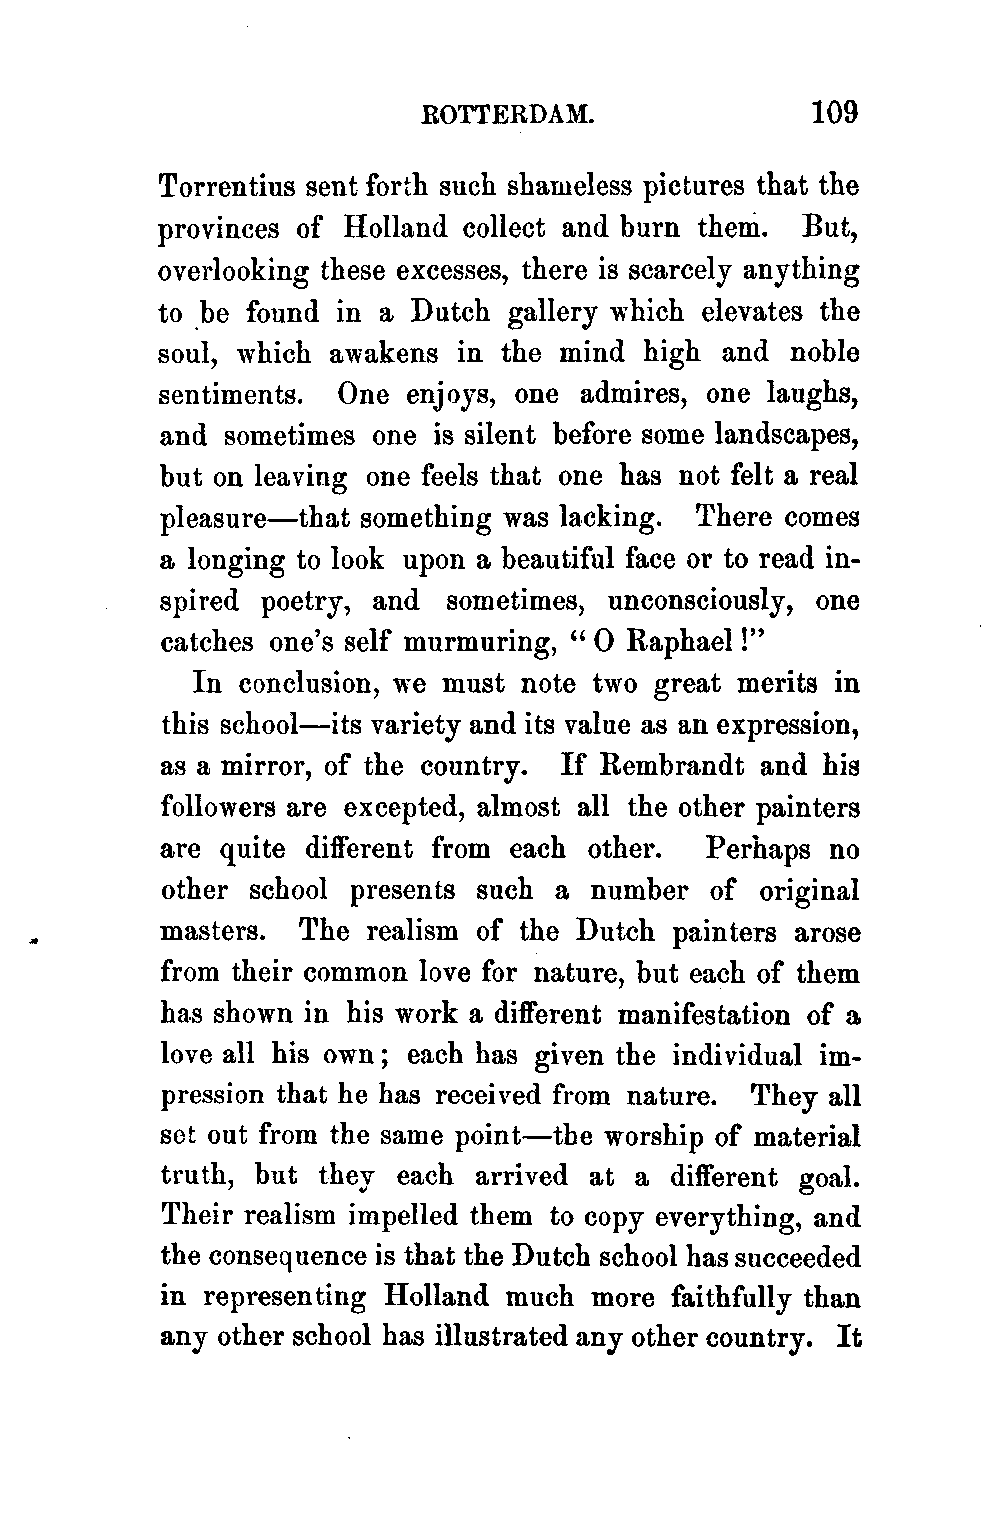 ROTTERDAM. 109
Torrentius sent forth such shameless pictures that the
provinces of Holland collect and burn them. But,
overlooking these excesses, there is scarcely anything
to be found in a Dutch gallery which elevates the
soul, which awakens in the mind high and noble
sentiments. One enjoys, one admires, one laughs,
and sometimes one is silent before some landscapes,
but on leaving one feels that one has not felt a real
pleasure—that something was lacking. There comes
a longing to look upon a beautiful face or to read in-
spired poetry, and sometimes, unconsciously, one
catches one's self murmuring, “O Raphael!”
In conclusion, we must note two great merits in
this school—its variety and its value as an expression,
as a mirror, of the country. If Rembrandt and his
followers are excepted, almost all the other painters
are quite different from each other. Perhaps no
other school presents such a number of original
masters. The realism of the Dutch painters arose
from their common love for nature, but each of them
has shown in his work a different manifestation of a
love all his own; each has given the individual im-
pression that he has received from nature. They all
set out from the same point—the worship of material
truth, but they each arrived at a different goal.
Their realism impelled them to copy everything, and
the consequence is that the Dutch school has succeeded
in representing Holland much more faithfully than
any other school has illustrated any other country. It